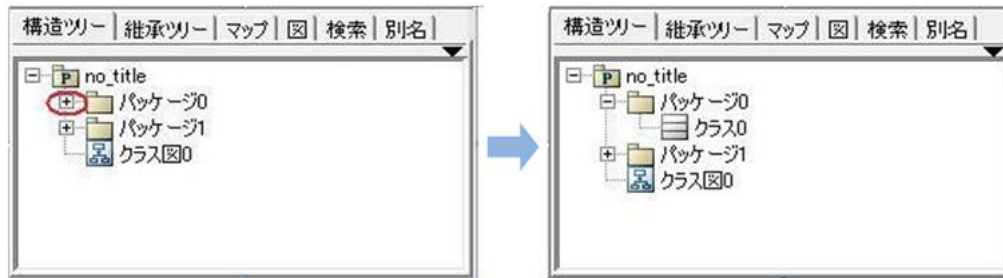 構造ツリー 継承ツリー マップ 図 検索 別名
no_title
パッケージ0
パッケージ1
クラス図0
構造ツリー 継承ツリー マップ 図 検索 別名
no_title
パッケージ0
クラス0
パッケージ1
クラス図0